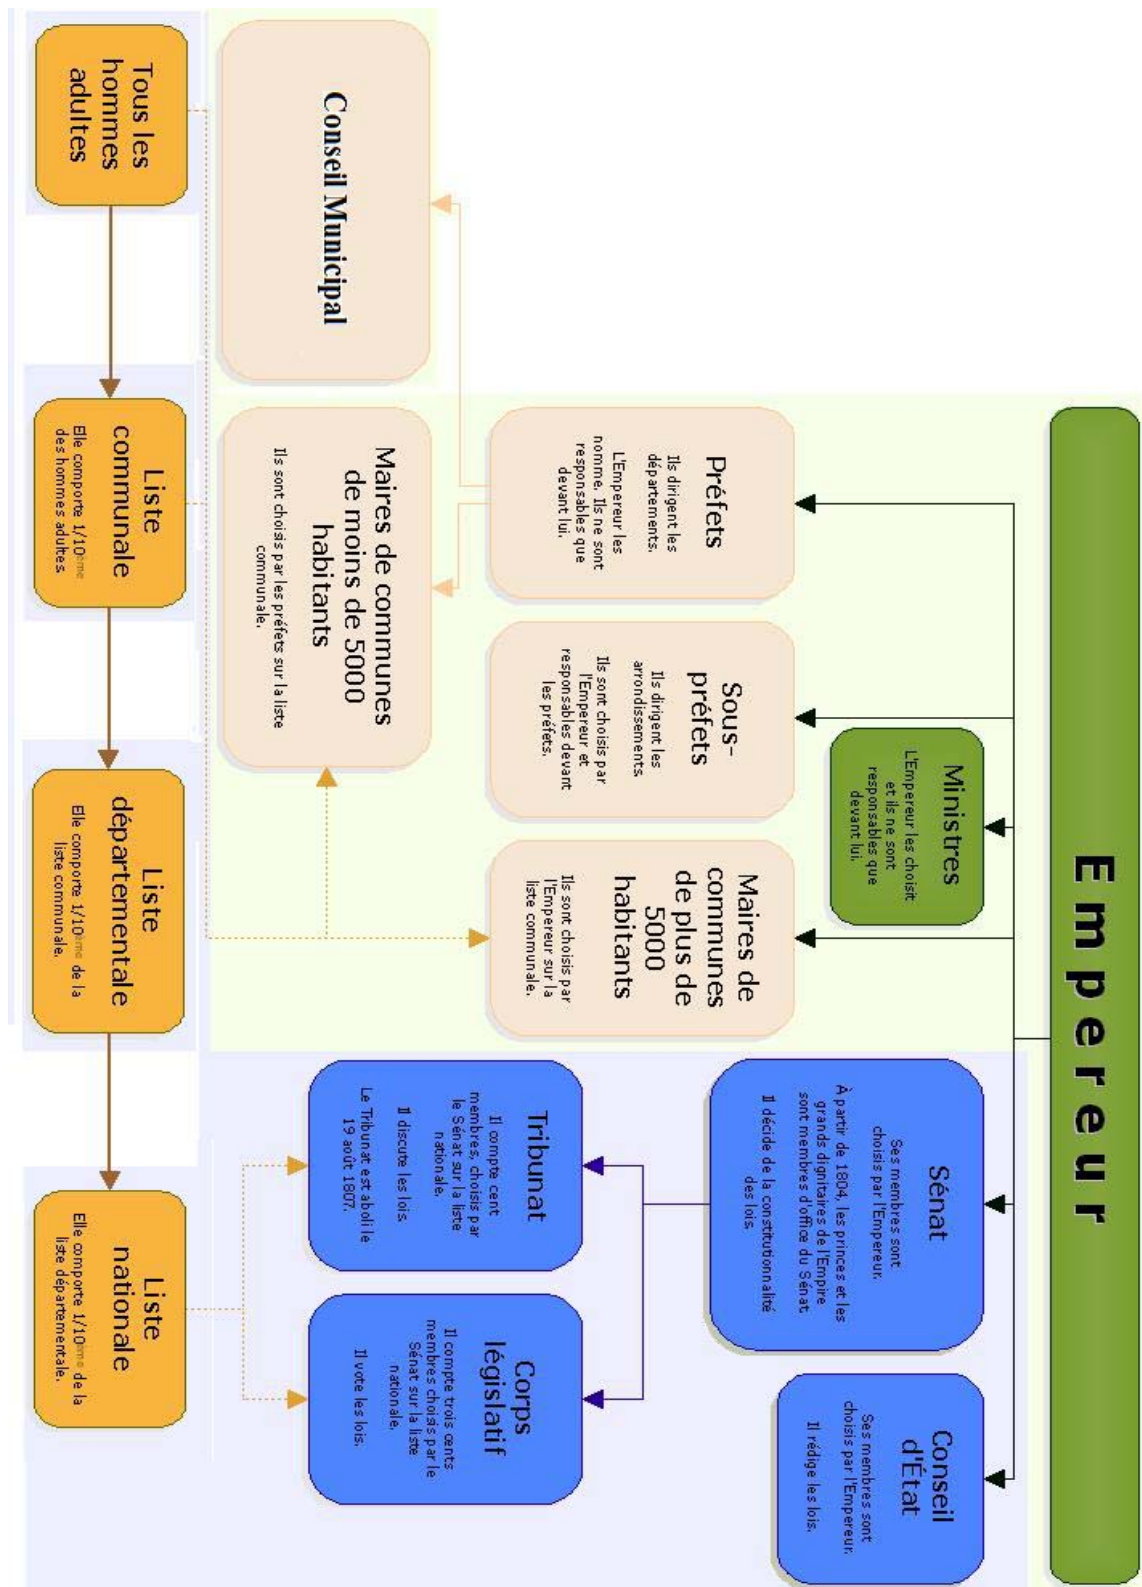 Empereur
Ministres
L'Empereur les choisit
et ils ne sont
responsables que
devant lui.
Préfets
Ils dirigent les
départements.
L'Empereur les
nomme. Ils ne sont
responsables que
devant lui.
Sous-
préfets
Ils dirigent les
arrondissements.
Ils sont choisis par
l'Empereur et
responsables devant
les préfets.
Maires de
communes
de plus de
5000
habitants
Ils sont choisis par
l'Empereur sur la
liste communale.
Sénat
Ses membres sont
choisis par l'Empereur.
À partir de 1804, les princes et les
grands dignitaires de l'Empire
sont membres d'office du Sénat
Il décide de la constitutionnalité
des lois.
Conseil
d'État
Ses membres sont
choisis par l'Empereur.
Il rédige les lois.
Conseil Municipal
Maires de communes
de moins de 5000
habitants
Ils sont choisis par les préfets sur la liste
communale.
Tribunat
Il compte cent
membres, choisis par
le Sénat sur la liste
nationale.
Il discute les lois.
Le Tribunat est aboli le
19 août 1807.
Corps
législatif
Il compte trois cents
membres choisis par le
Sénat sur la liste
nationale.
Il vote les lois.
Tous les
hommes
adultes
Liste
communale
Elle comporte 1/10ème
des hommes adultes.
Liste
départementale
Elle comporte 1/10ème de la
liste communale.
Liste
nationale
Elle comporte 1/10ème de la
liste départementale.